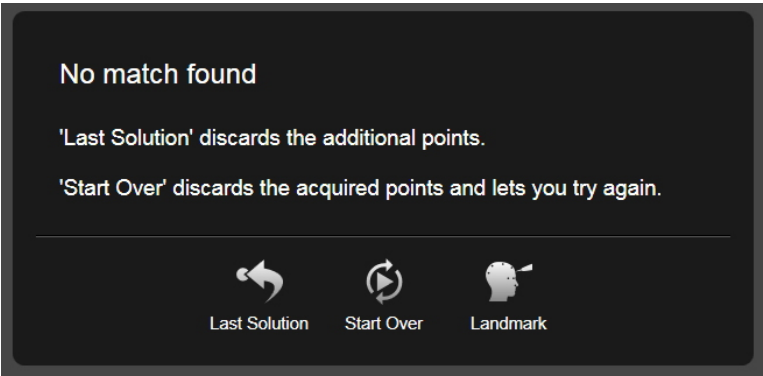 No match found
'Last Solution' discards the additional points.
'Start Over' discards the acquired points and lets you try again.
Last Solution
Start Over
Landmark